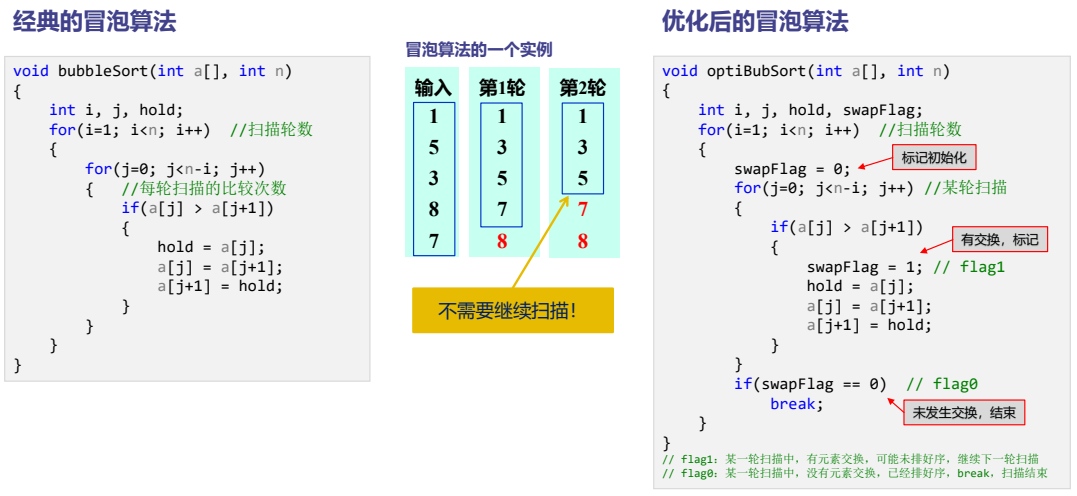 经典的冒泡算法
void bubbleSort(int a[], int n)
{
    int i, j, hold;
    for(i=1; i<n; i++)  //扫描轮数
    {
        for(j=0; j<n-i; j++)
        {   //每轮扫描的比较次数
            if(a[j] > a[j+1])
            {
                hold = a[j];
                a[j] = a[j+1];
                a[j+1] = hold;
            }
        }
    }
}
冒泡算法的一个实例
输入 第1轮 第2轮
1 1 1
5 3 3
3 5 5
8 7 7
7 8 8
不需要继续扫描!
优化后的冒泡算法
void optiBubSort(int a[], int n)
{
    int i, j, hold, swapFlag;
    for(i=1; i<n; i++)  //扫描轮数
    {
        swapFlag = 0;
标记初始化
        for(j=0; j<n-i; j++) //某轮扫描
        {
            if(a[j] > a[j+1])
            {
有交换，标记
                swapFlag = 1; // flag1
                hold = a[j];
                a[j] = a[j+1];
                a[j+1] = hold;
            }
        }
        if(swapFlag == 0)  // flag0
            break;
未发生交换，结束
    }
}
// flag1：某一轮扫描中，有元素交换，可能未排好序，继续下一轮扫描
// flag0：某一轮扫描中，没有元素交换，已经排好序，break，扫描结束